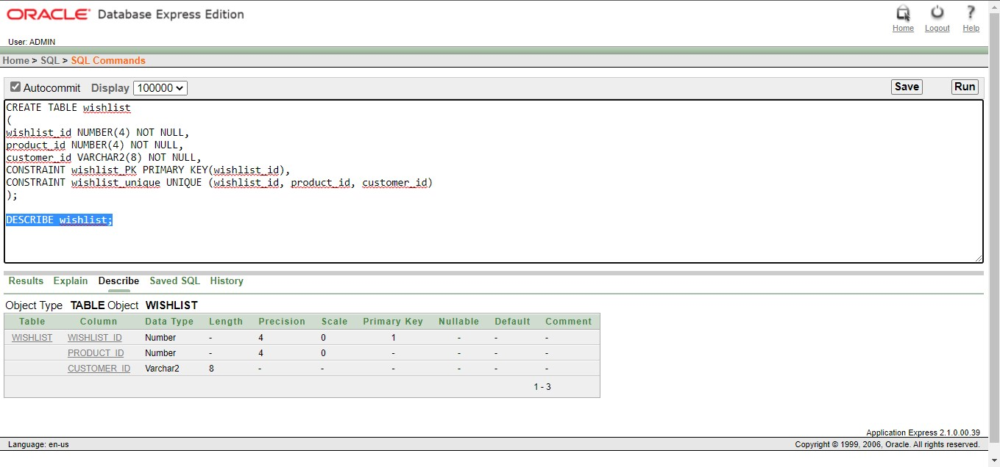 ORACLE® Database Express Edition
Home Logout Help
User: ADMIN
Home > SQL > SQL Commands
Autocommit Display 100000 Save Run
CREATE TABLE wishlist
(
wishlist_id NUMBER(4) NOT NULL,
product_id NUMBER(4) NOT NULL,
customer_id VARCHAR2(8) NOT NULL,
CONSTRAINT wishlist_PK PRIMARY KEY(wishlist_id),
CONSTRAINT wishlist_unique UNIQUE (wishlist_id, product_id, customer_id)
);
DESCRIBE wishlist;
Results Explain Describe Saved SQL History
Object Type TABLE Object WISHLIST
Table Column Data Type Length Precision Scale Primary Key Nullable Default Comment
WISHLIST WISHLIST_ID Number - 4 0 1 - - -
PRODUCT_ID Number - 4 0 - - - -
CUSTOMER_ID Varchar2 8 - - - - - -
1 - 3
Application Express 2.1.0.00.39
Language: en-us Copyright © 1999, 2006, Oracle. All rights reserved.